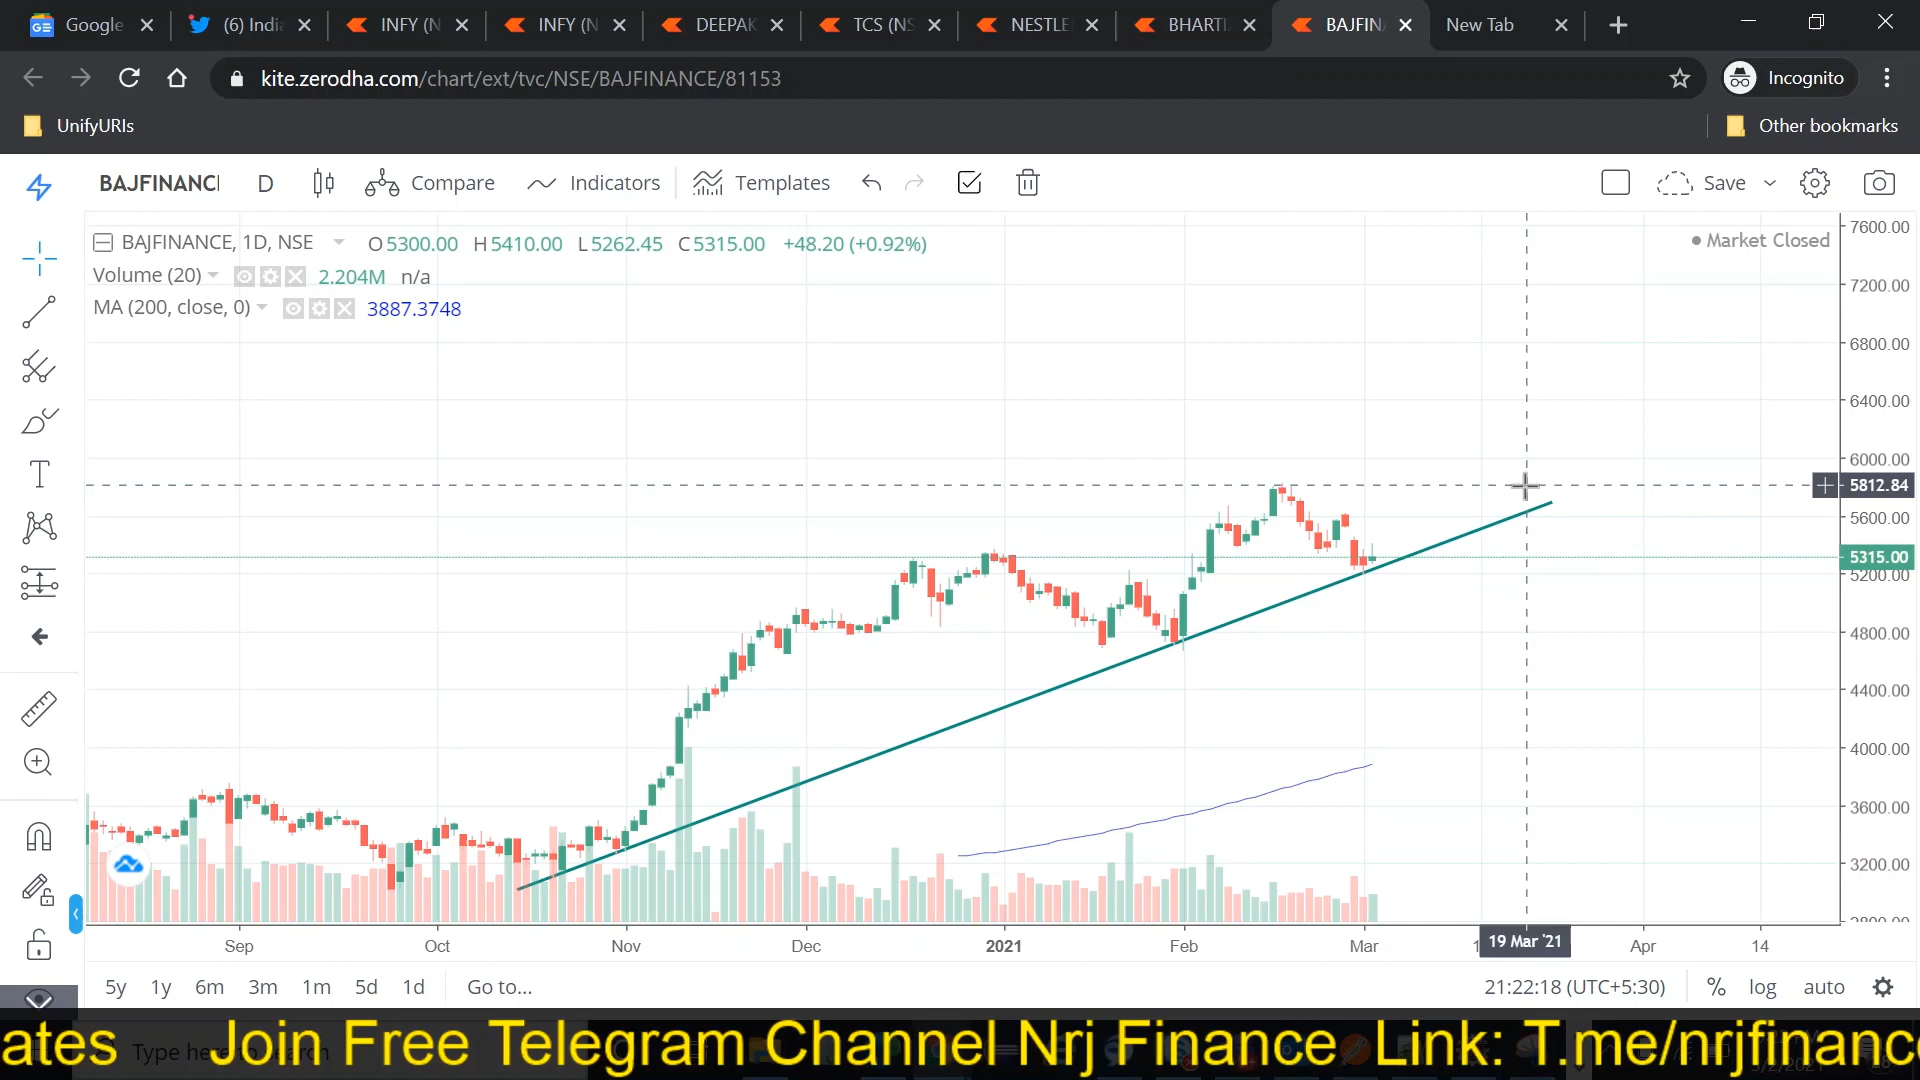 Google
(6) Indi
INFY (N
INFY (N
DEEPAK
TCS (NS
NESTLE
BHARTI
BAJFIN
New Tab
kite.zerodha.com/chart/ext/tvc/NSE/BAJFINANCE/81153
Incognito
UnifyURIs
Other bookmarks
BAJFINANC
D
Compare
Indicators
Templates
Save
BAJFINANCE, 1D, NSE
O5300.00 H5410.00 L5262.45 C5315.00 +48.20 (+0.92%)
Market Closed
Volume (20)
2.204M n/a
MA (200, close, 0)
3887.3748
7600.00
7200.00
6800.00
6400.00
6000.00
5812.84
5600.00
5315.00
5200.00
4800.00
4400.00
4000.00
3600.00
3200.00
2800.00
Sep
Oct
Nov
Dec
2021
Feb
Mar
19 Mar '21
Apr
14
5y 1y 6m 3m 1m 5d 1d
Go to...
21:22:18 (UTC+5:30)
%
log
auto
ates Join Free Telegram Channel Nrj Finance Link: T.me/nrjfinance